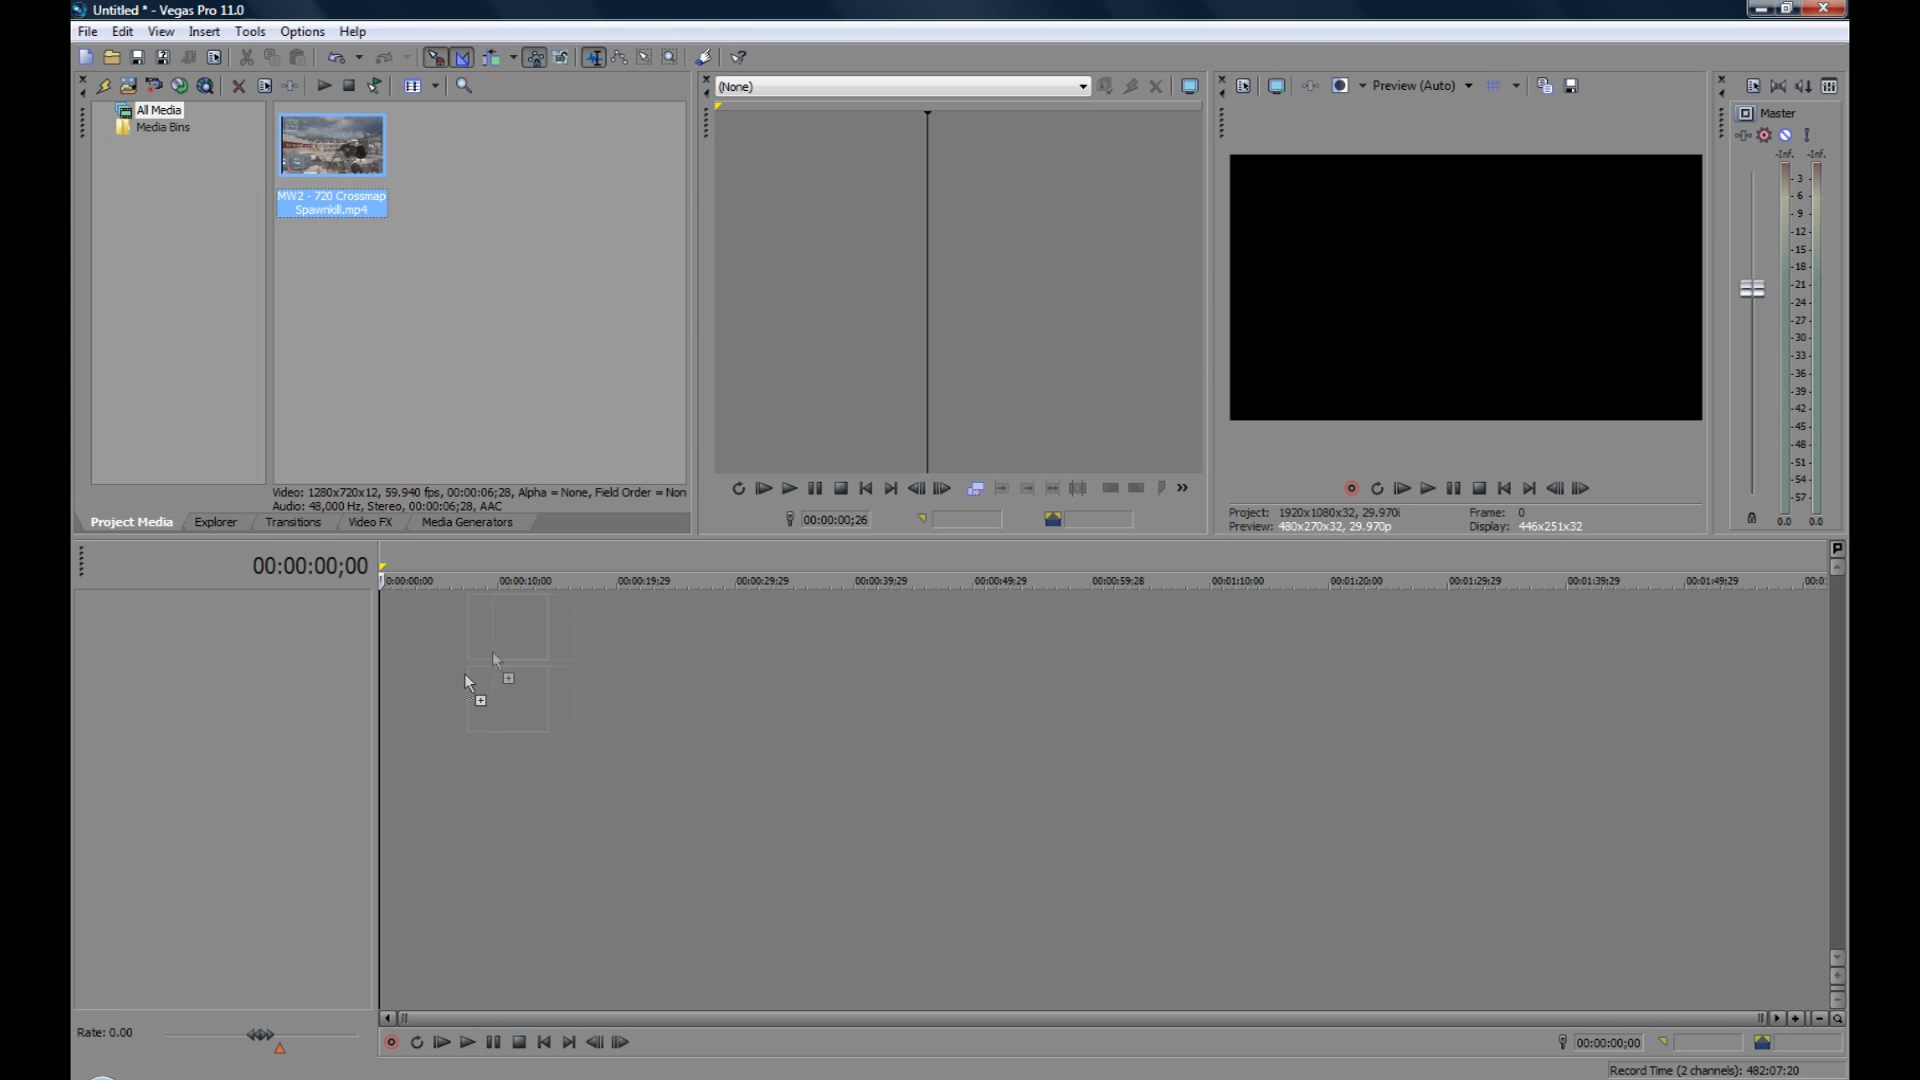 Untitled * - Vegas Pro 11.0
File Edit View Insert Tools Options Help
(None)
Preview (Auto)
All Media
Media Bins
MW2 - 720 Crossmap
Spawnkill.mp4
Master
-Inf. -Inf.
- 3 -
- 6 -
- 9 -
- 12 -
- 15 -
- 18 -
- 21 -
- 24 -
- 27 -
- 30 -
- 33 -
- 36 -
- 39 -
- 42 -
- 45 -
- 48 -
- 51 -
- 54 -
- 57 -
0.0 0.0
Video: 1280x720x12, 59.940 fps, 00:00:06;28, Alpha = None, Field Order = Non
Audio: 48,000 Hz, Stereo, 00:00:06;28, AAC
Project Media Explorer Transitions Video FX Media Generators
00:00:00;26
Project: 1920x1080x32, 29.970i Frame: 0
Preview: 480x270x32, 29.970p Display: 446x251x32
00:00:00;00
0:00:00;00 00:00:10;00 00:00:19;29 00:00:29;29 00:00:39;29 00:00:49;29 00:00:59;28 00:01:10;00 00:01:20;00 00:01:29;29 00:01:39;29 00:01:49;29 00:0
Rate: 0.00
00:00:00;00
Record Time (2 channels): 482:07:20